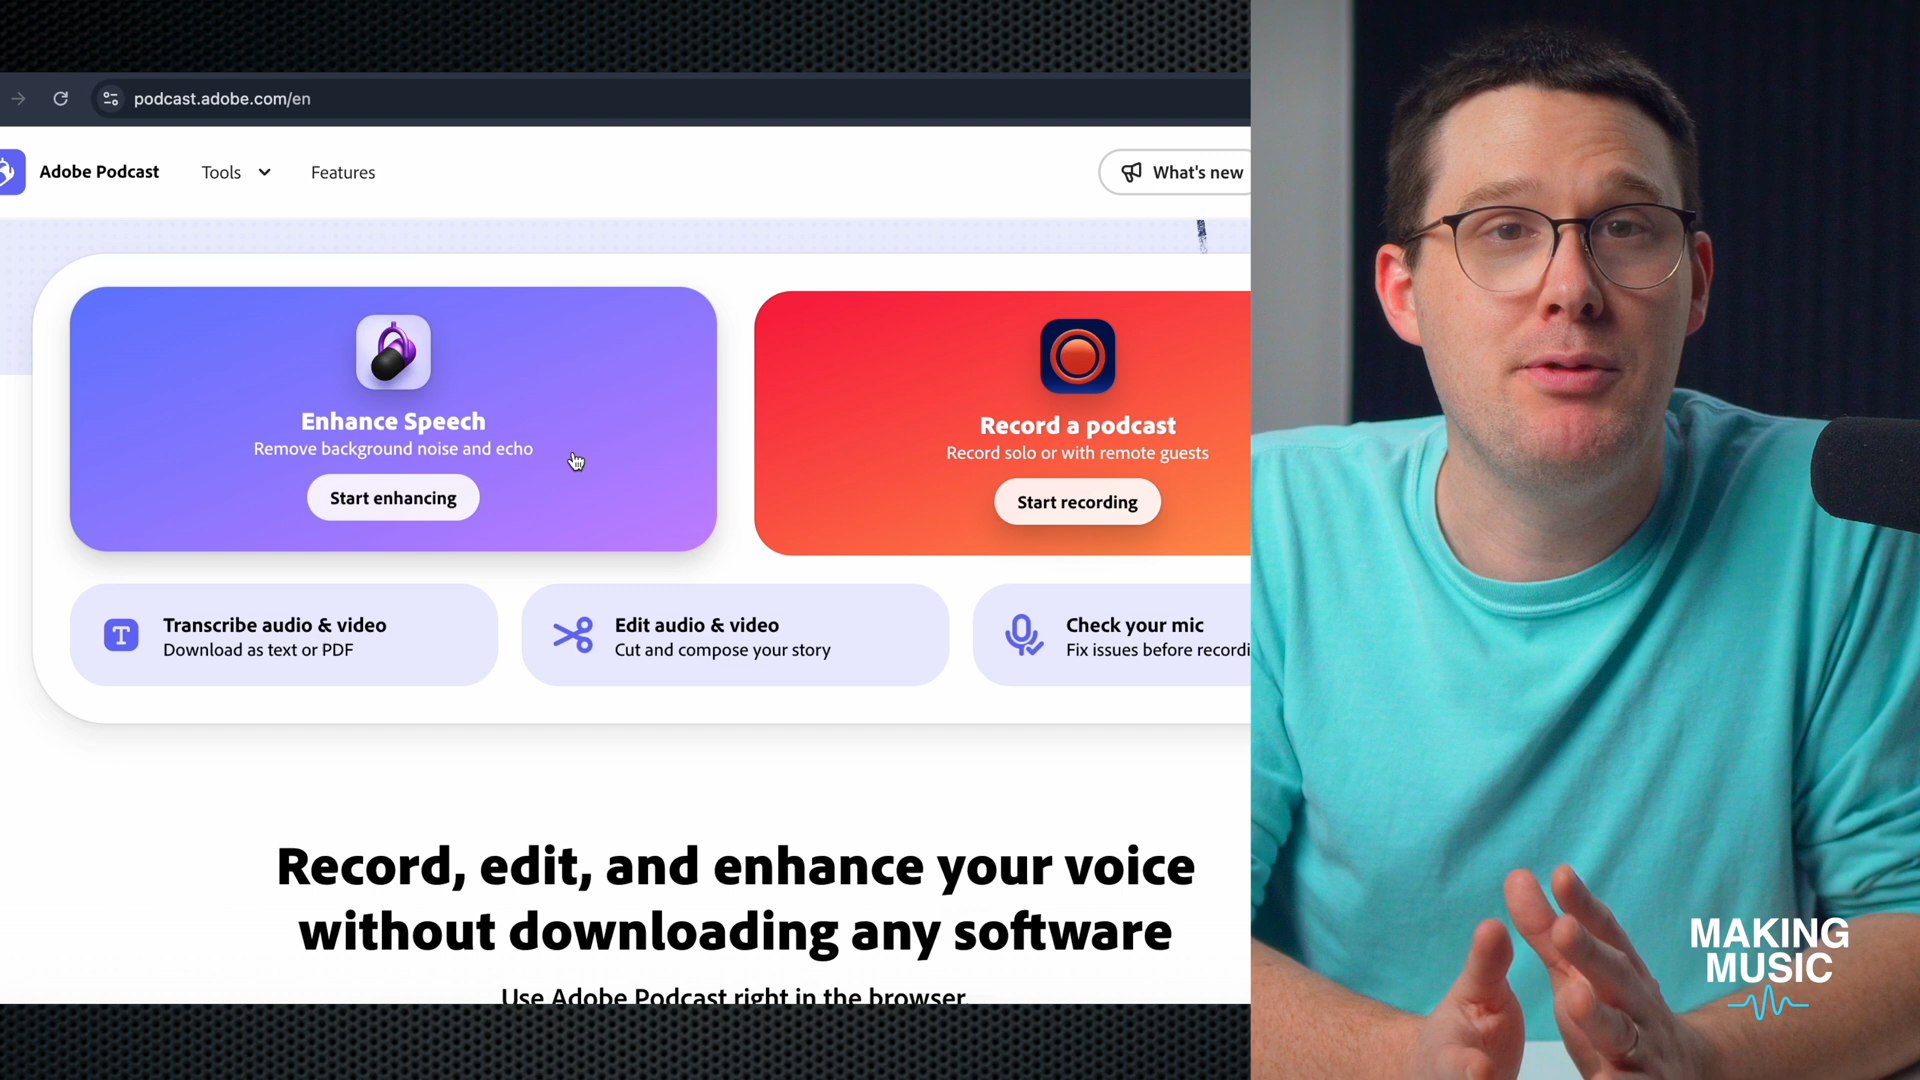 podcast.adobe.com/en
Adobe Podcast
Tools
Features
What's new
Enhance Speech
Remove background noise and echo
Start enhancing
Record a podcast
Record solo or with remote guests
Start recording
T
Transcribe audio & video
Download as text or PDF
Edit audio & video
Cut and compose your story
Check your mic
Fix issues before recordi
Record, edit, and enhance your voice
without downloading any software
Use Adobe Podcast right in the browser.
MAKING
MUSIC